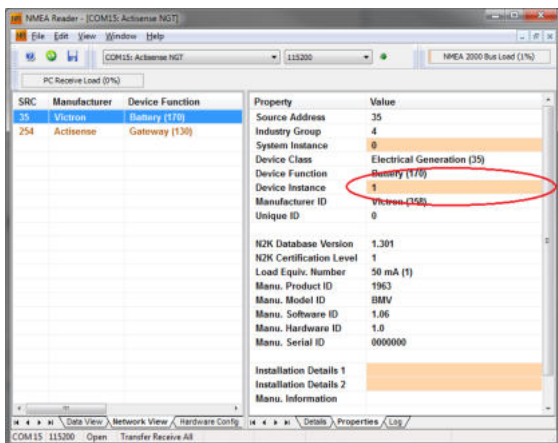 NMEA Reader - [COM15: Actisense NGT]
File Edit View Window Help
COM15: Actisense NGT 115200 NMEA 2000 Bus Load (1%)
PC Receive Load (0%)
SRC Manufacturer Device Function
35 Victron Battery (170)
254 Actisense Gateway (130)
Property Value
Source Address 35
Industry Group 4
System Instance 0
Device Class Electrical Generation (35)
Device Function Battery (170)
Device Instance 1
Manufacturer ID Victron (358)
Unique ID 0
N2K Database Version 1.301
N2K Certification Level 1
Load Equiv. Number 50 mA (1)
Manu. Product ID 1963
Manu. Model ID BMV
Manu. Software ID 1.06
Manu. Hardware ID 1.0
Manu. Serial ID 0000000
Installation Details 1
Installation Details 2
Manu. Information
Data View Network View Hardware Config
Details Properties Log
COM15 115200 Open Transfer Receive All